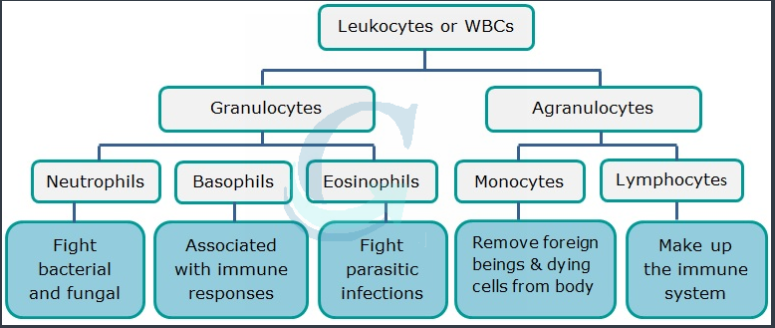 Leukocytes or WBCs
Granulocytes
Agranulocytes
Neutrophils
Basophils
Eosinophils
Monocytes
Lymphocytes
Fight
bacterial
and fungal
Associated
with immune
responses
Fight
parasitic
infections
Remove foreign
beings & dying
cells from body
Make up
the immune
system